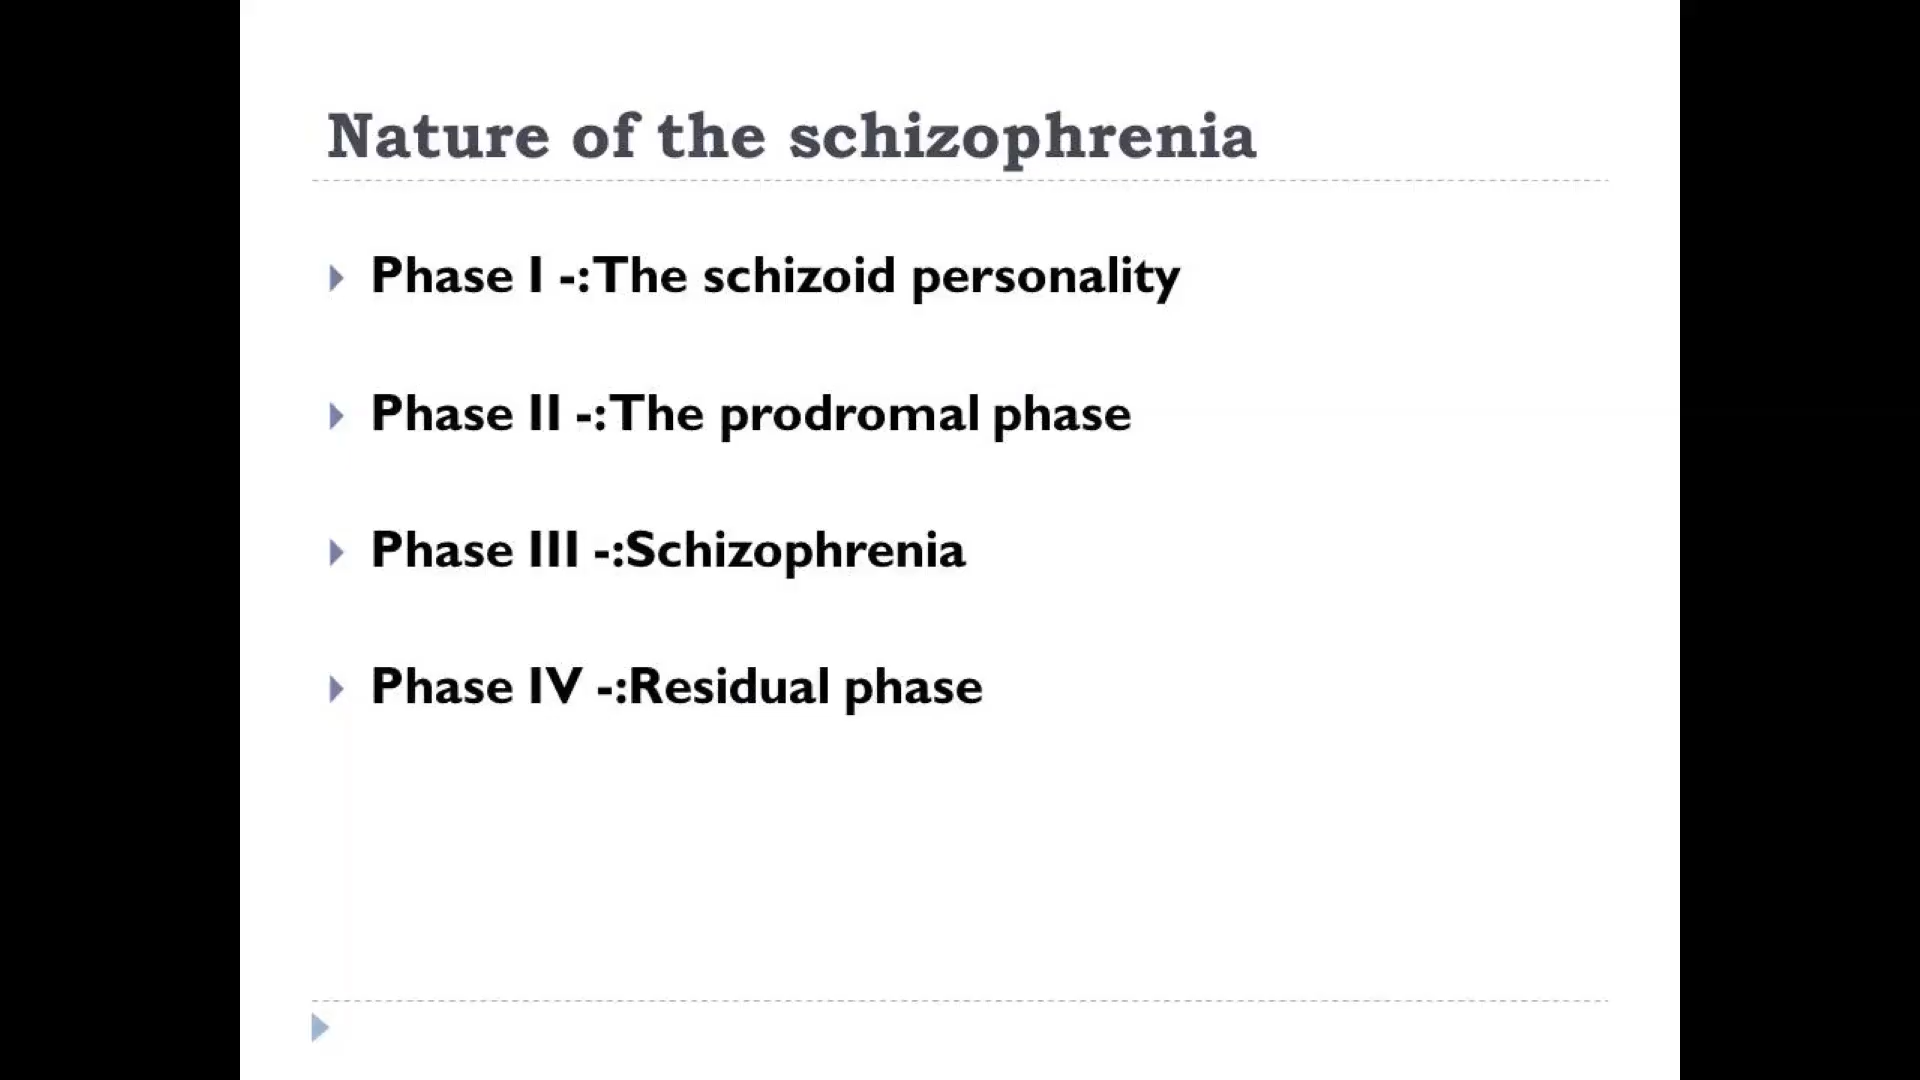 Nature of the schizophrenia
Phase I -:The schizoid personality
Phase II -:The prodromal phase
Phase III -:Schizophrenia
Phase IV -:Residual phase